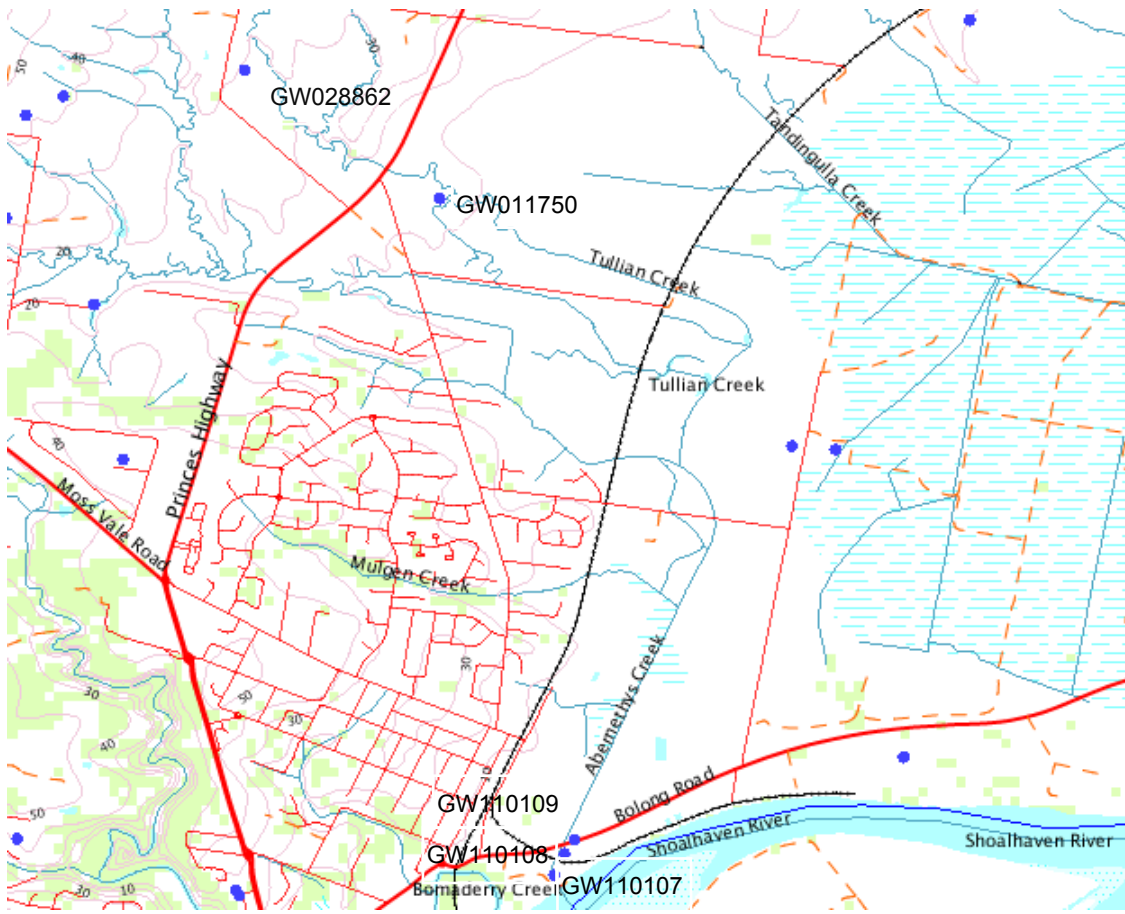 50
40
30
GW028862
Tandingulla Creek
GW011750
20
Tullian Creek
20
Tullian Creek
Princes Highway
40
Moss Vale Road
Mulgen Creek
30
30
50
30
Abernethys Creek
40
10
Bolong Road
GW110109
50
Shoalhaven River
Shoalhaven River
GW110108
30
10
Bomaderry Creek
GW110107